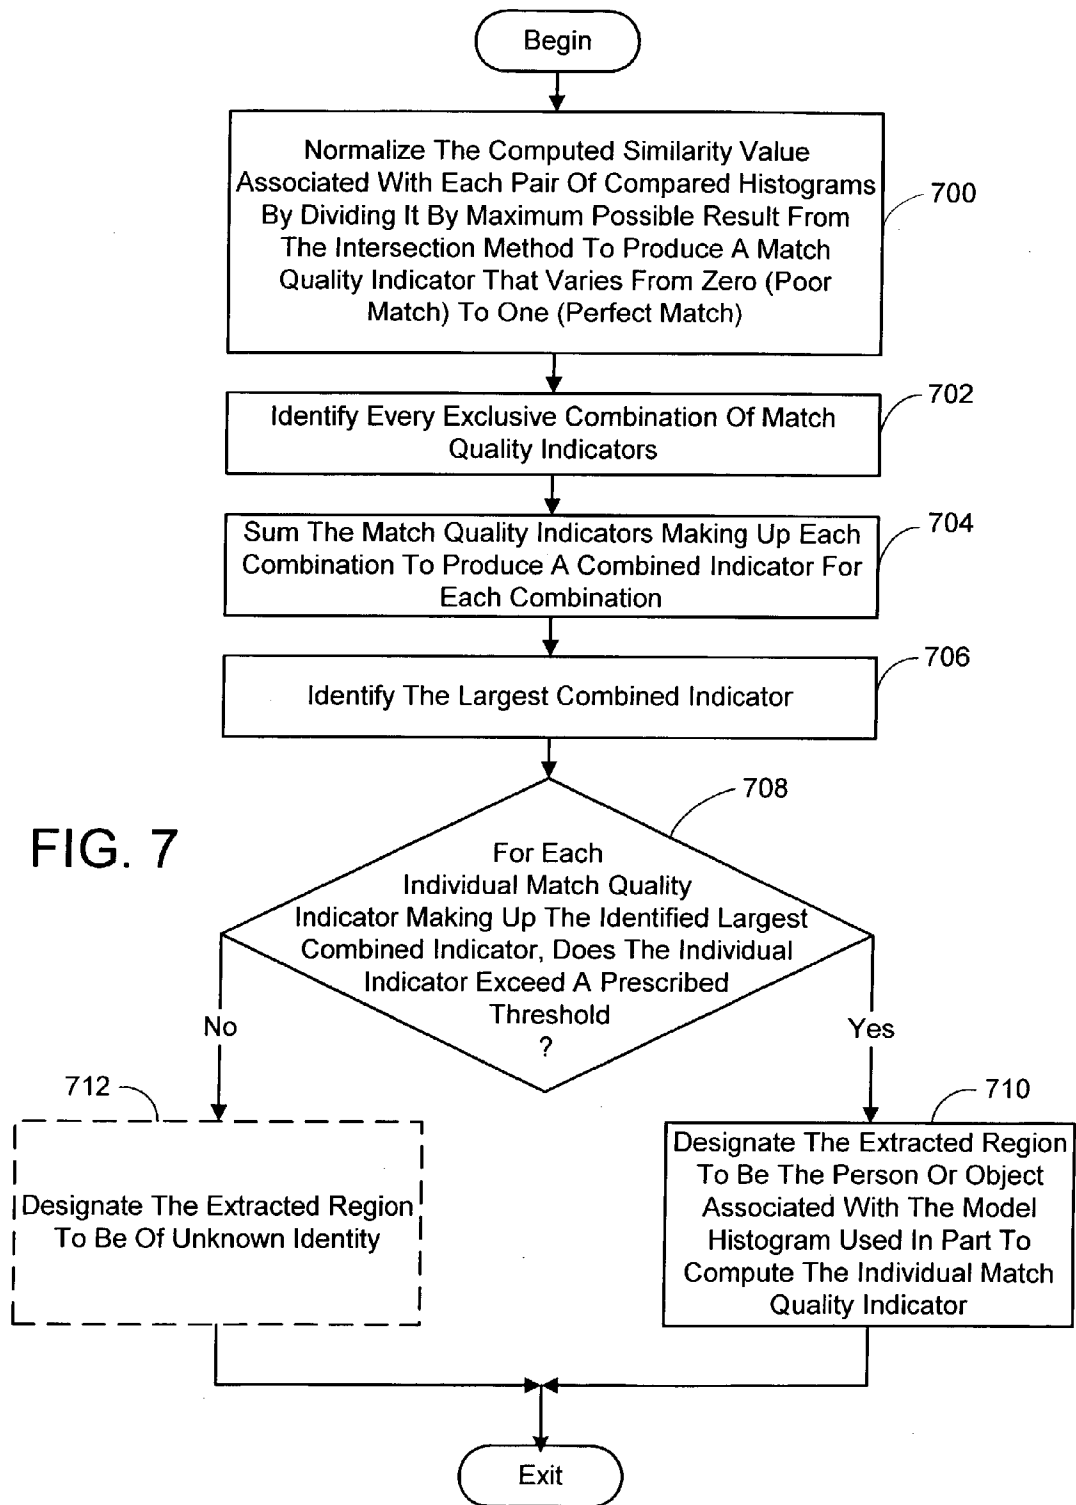 Begin
Normalize The Computed Similarity Value
Associated With Each Pair Of Compared Histograms
By Dividing It By Maximum Possible Result From
The Intersection Method To Produce A Match
Quality Indicator That Varies From Zero (Poor
Match) To One (Perfect Match)
700
Identify Every Exclusive Combination Of Match
Quality Indicators
702
Sum The Match Quality Indicators Making Up Each
Combination To Produce A Combined Indicator For
Each Combination
704
Identify The Largest Combined Indicator
706
FIG. 7
708
For Each
Individual Match Quality
Indicator Making Up The Identified Largest
Combined Indicator, Does The Individual
Indicator Exceed A Prescribed
Threshold
?
No
Yes
712
Designate The Extracted Region
To Be Of Unknown Identity
710
Designate The Extracted Region
To Be The Person Or Object
Associated With The Model
Histogram Used In Part To
Compute The Individual Match
Quality Indicator
Exit